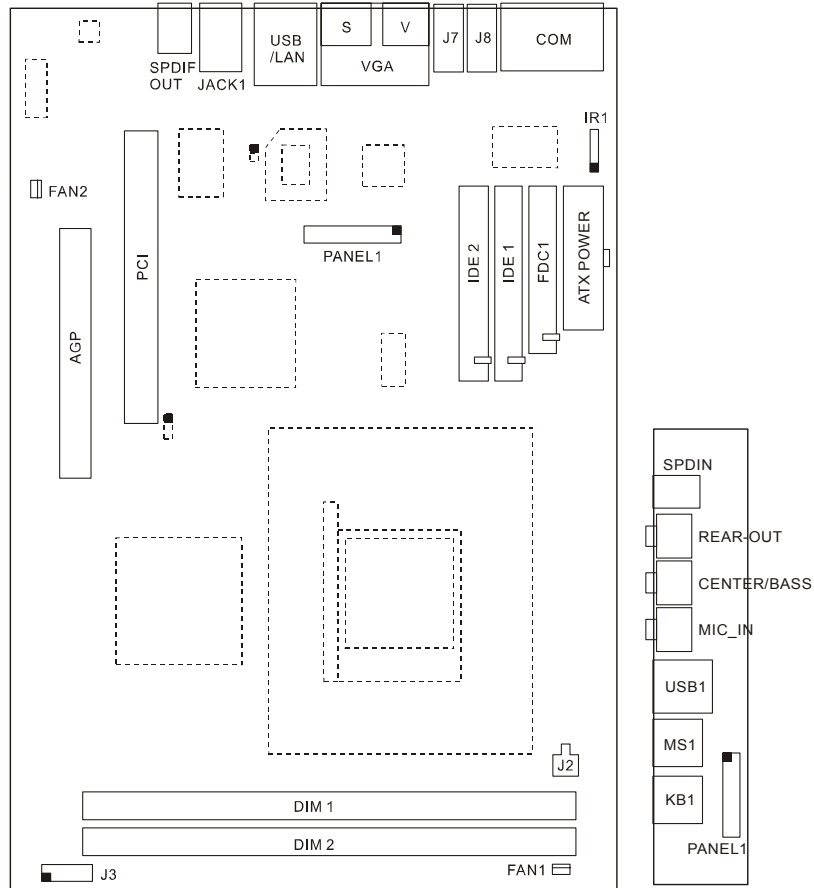 SPDIF
OUT
JACK1
USB
/LAN
S
V
VGA
J7
J8
COM
IR1
FAN2
PANEL1
AGP
PCI
IDE 2
IDE 1
FDC1
ATX POWER
J2
DIM 1
DIM 2
J3
FAN1
SPDIN
REAR-OUT
CENTER/BASS
MIC_IN
USB1
MS1
KB1
PANEL1